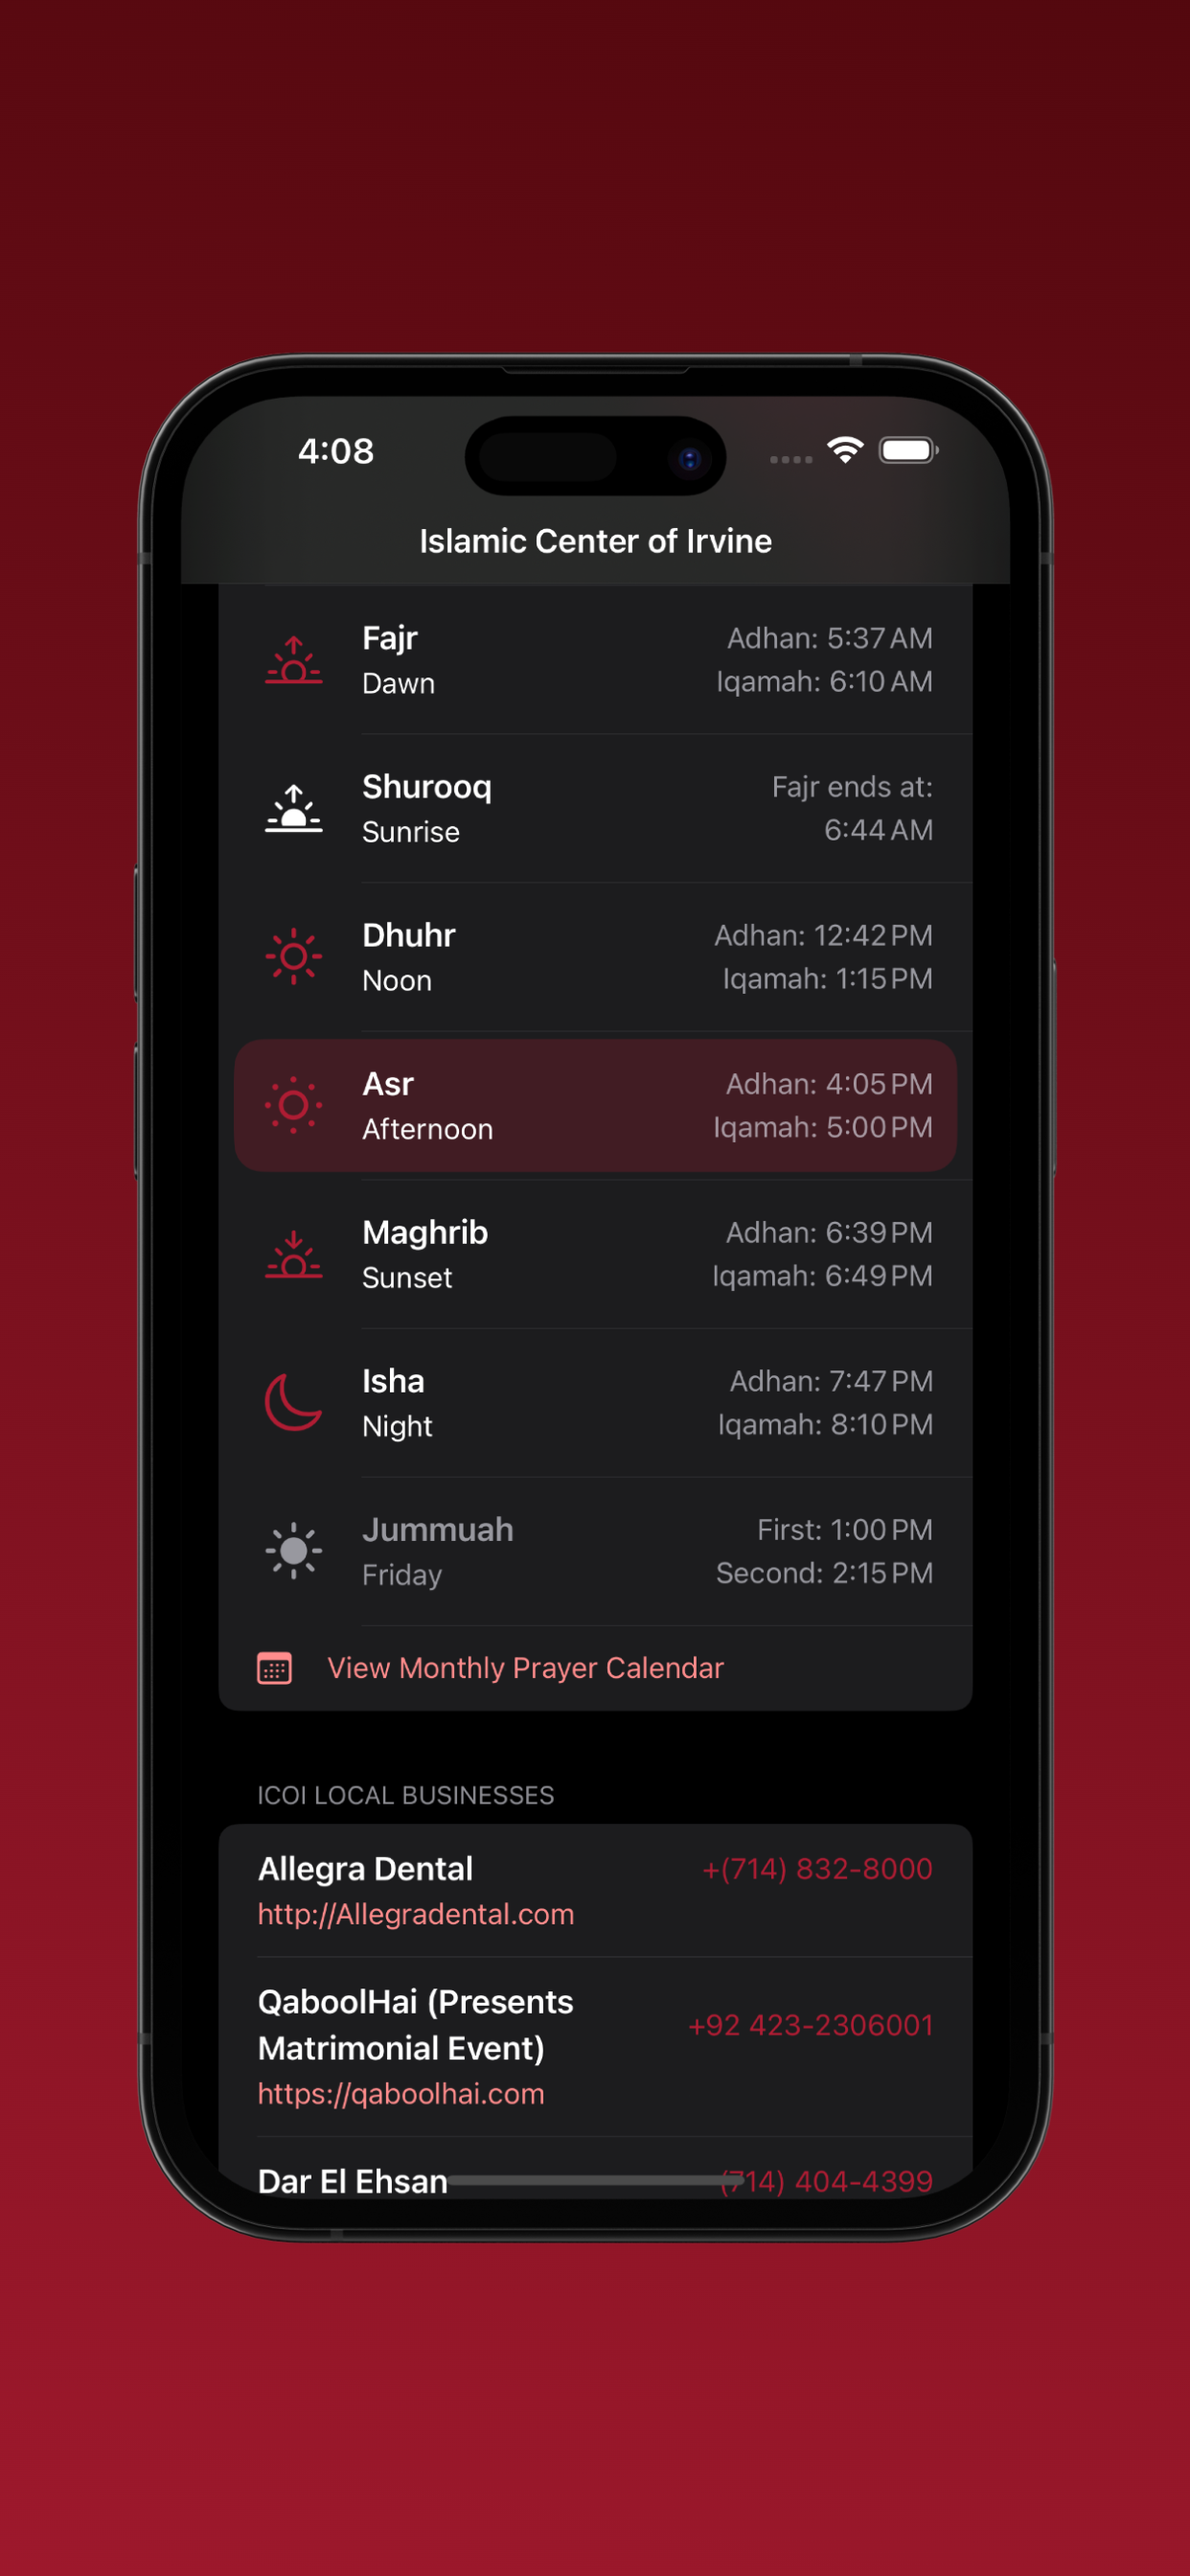 4:08
Islamic Center of Irvine
Fajr
Adhan: 5:37 AM
Dawn
Iqamah: 6:10 AM
Shurooq
Fajr ends at:
Sunrise
6:44 AM
Dhuhr
Adhan: 12:42 PM
Noon
Iqamah: 1:15 PM
Asr
Adhan: 4:05 PM
Afternoon
Iqamah: 5:00 PM
Maghrib
Adhan: 6:39 PM
Sunset
Iqamah: 6:49 PM
Isha
Adhan: 7:47 PM
Night
Iqamah: 8:10 PM
Jummuah
First: 1:00 PM
Friday
Second: 2:15 PM
View Monthly Prayer Calendar
ICOI LOCAL BUSINESSES
Allegra Dental
+(714) 832-8000
http://Allegradental.com
QaboolHai (Presents
Matrimonial Event)
+92 423-2306001
https://qaboolhai.com
Dar El Ehsan
(714) 404-4399